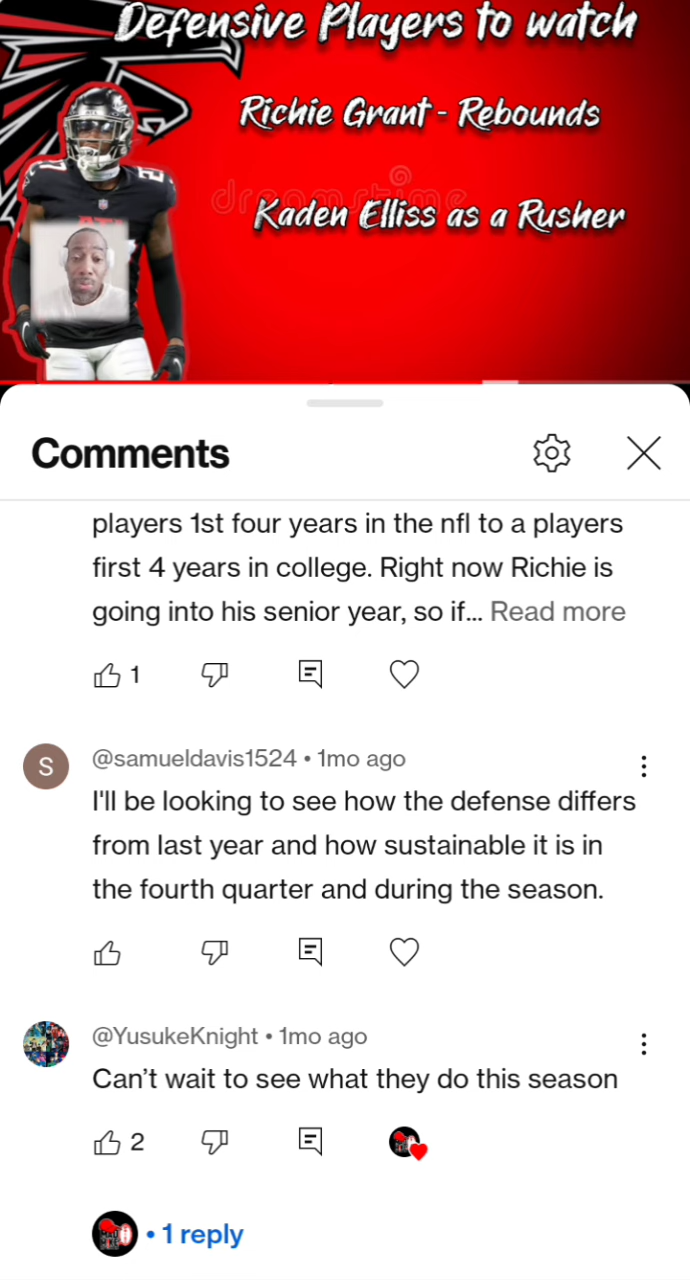 Defensive Players to watch
Richie Grant - Rebounds
dreamstime
Kaden Elliss as a Rusher
Comments
players 1st four years in the nfl to a players
first 4 years in college. Right now Richie is
going into his senior year, so if... Read more
1
S
@samueldavis1524 • 1mo ago
I'll be looking to see how the defense differs
from last year and how sustainable it is in
the fourth quarter and during the season.
@YusukeKnight • 1mo ago
Can’t wait to see what they do this season
2
• 1 reply